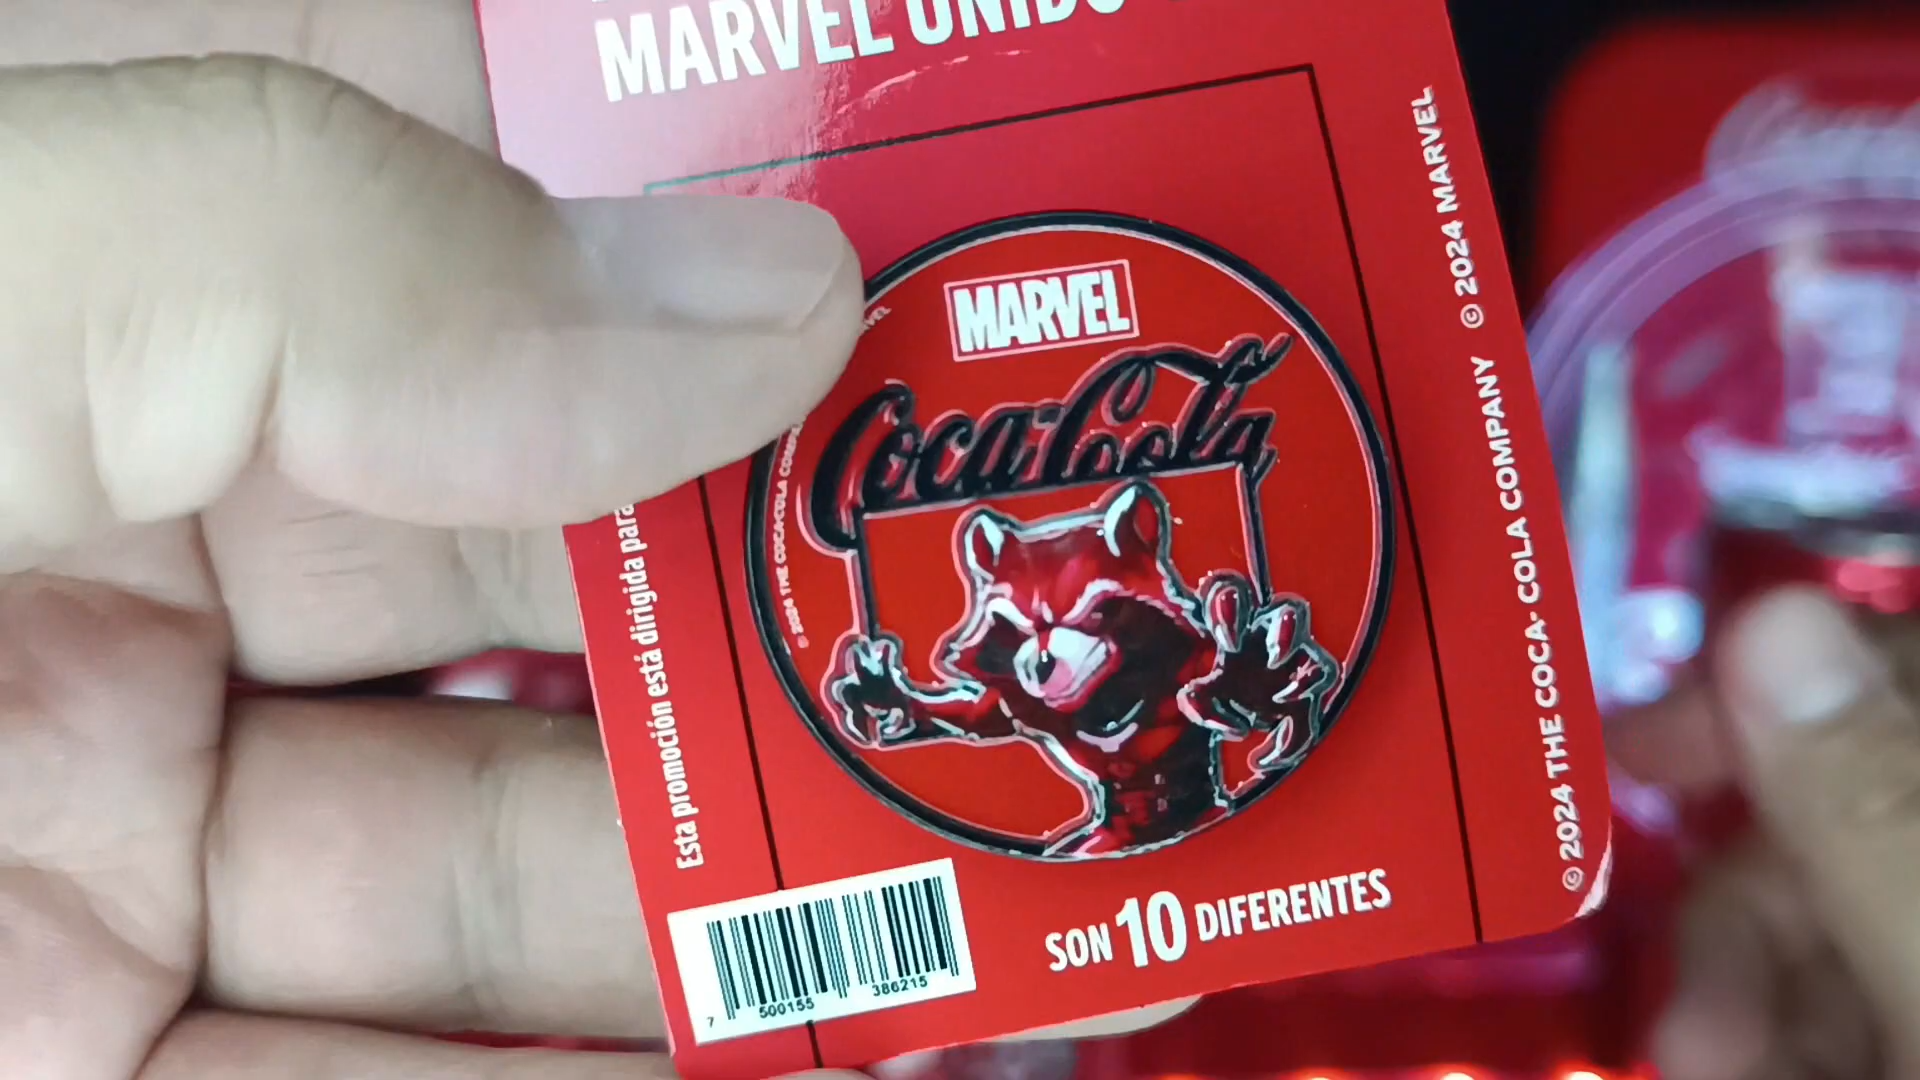 MARVEL
MARVEL
Coca-Cola
© 2024 THE COCA-COLA
Esta promoción está dirigida para
© 2024 THE COCA-COLA COMPANY © 2024 MARVEL
SON 10 DIFERENTES
7 500155 386215